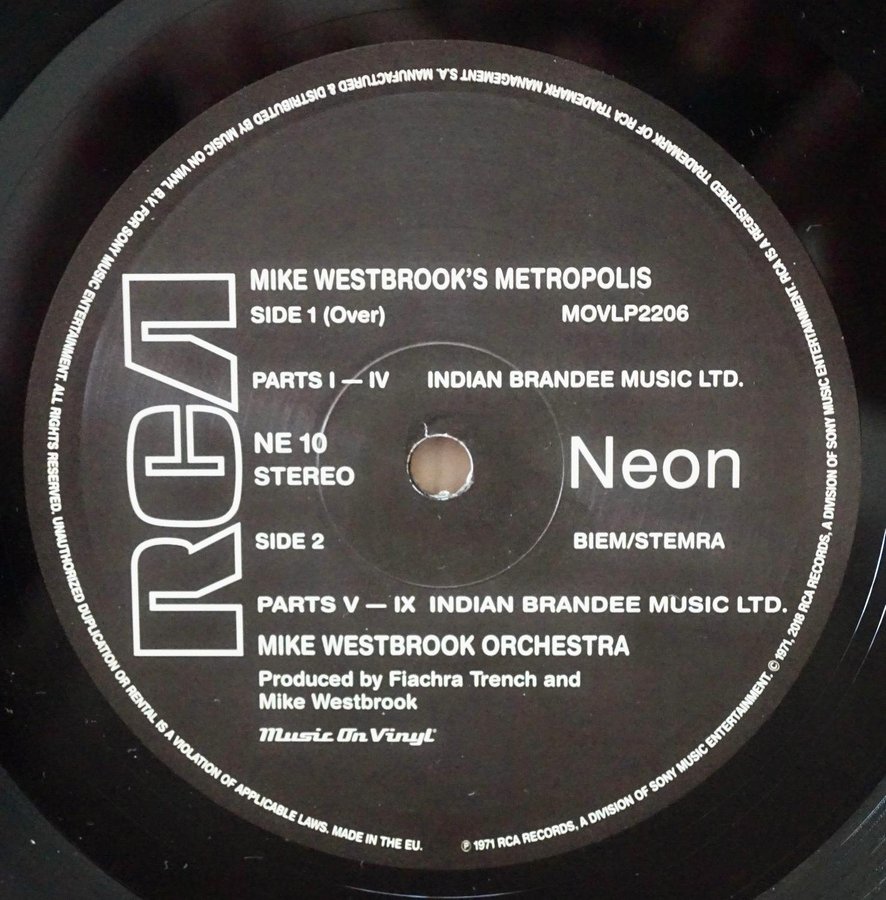 RCA
MIKE WESTBROOK'S METROPOLIS
SIDE 1 (Over) MOVLP2206
PARTS I — IV INDIAN BRANDEE MUSIC LTD.
NE 10
STEREO
Neon
SIDE 2 BIEM/STEMRA
PARTS V — IX INDIAN BRANDEE MUSIC LTD.
MIKE WESTBROOK ORCHESTRA
Produced by Fiachra Trench and
Mike Westbrook
Music On Vinyl
℗ 1971 RCA RECORDS, A DIVISION OF SONY MUSIC ENTERTAINMENT. © 1971, 2018 RCA RECORDS, A DIVISION OF SONY MUSIC ENTERTAINMENT. RCA IS A REGISTERED TRADEMARK OF RCA TRADEMARK MANAGEMENT S.A. MANUFACTURED & DISTRIBUTED BY MUSIC ON VINYL B.V. FOR SONY MUSIC ENTERTAINMENT. ALL RIGHTS RESERVED. UNAUTHORIZED DUPLICATION OR RENTAL IS A VIOLATION OF APPLICABLE LAWS. MADE IN THE EU.